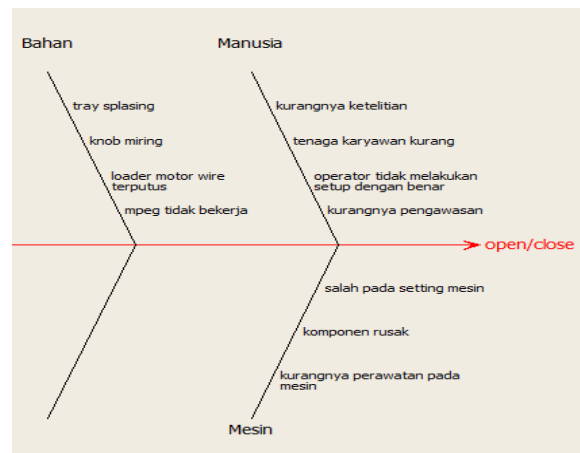 Bahan
Manusia
tray splasing
knob miring
loader motor wire
terputus
mpeg tidak bekerja
kurangnya ketelitian
tenaga karyawan kurang
operator tidak melakukan
setup dengan benar
kurangnya pengawasan
open/close
salah pada setting mesin
komponen rusak
kurangnya perawatan pada
mesin
Mesin